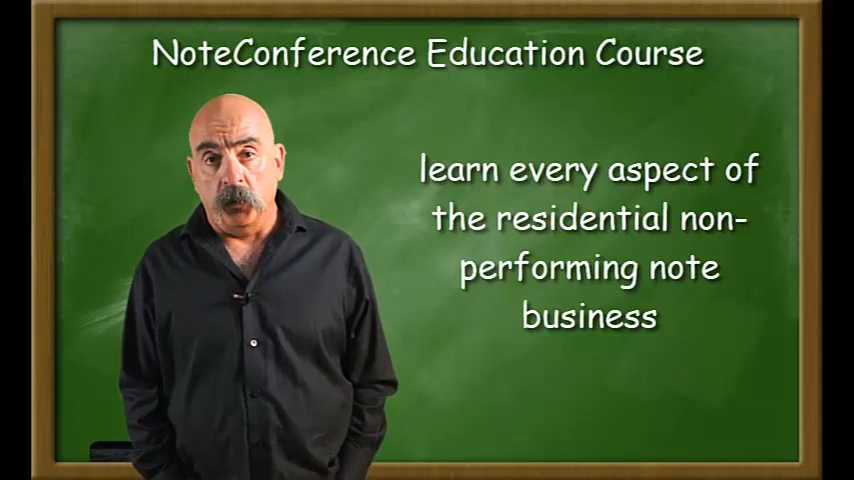 NoteConference Education Course
learn every aspect of
the residential non-
performing note
business